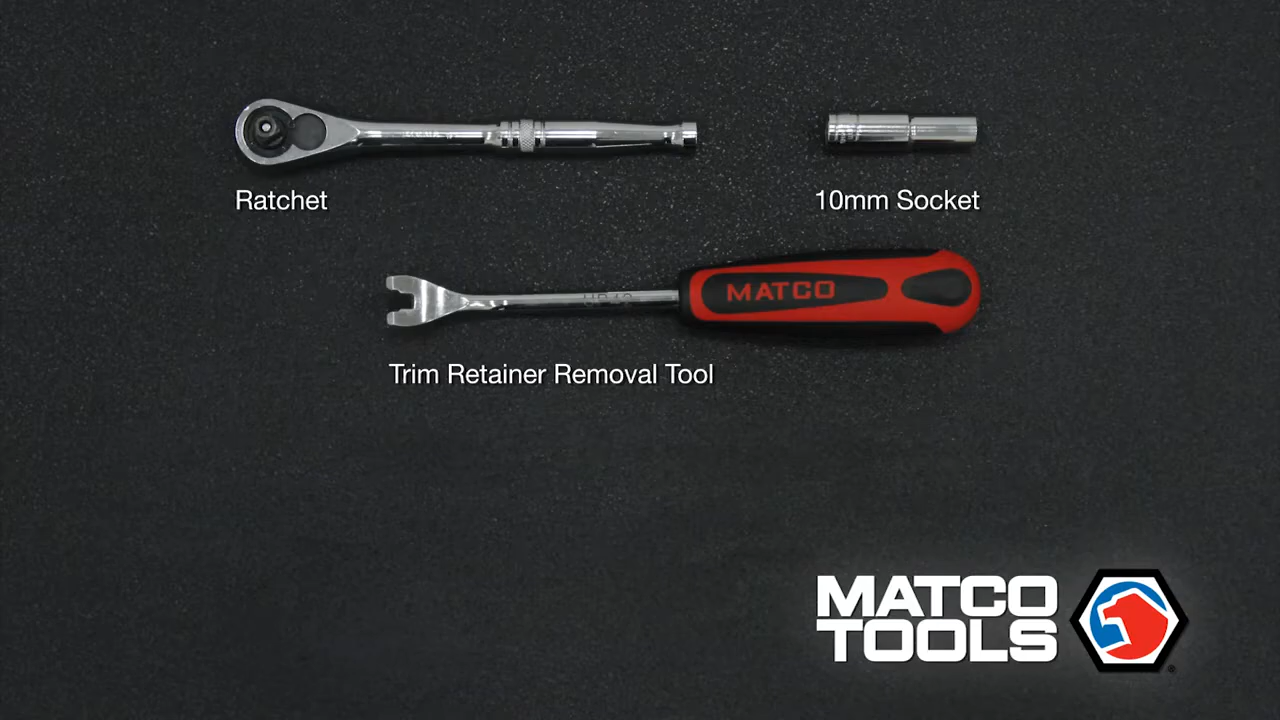 Ratchet
10mm Socket
MATCO
Trim Retainer Removal Tool
MATCO
TOOLS